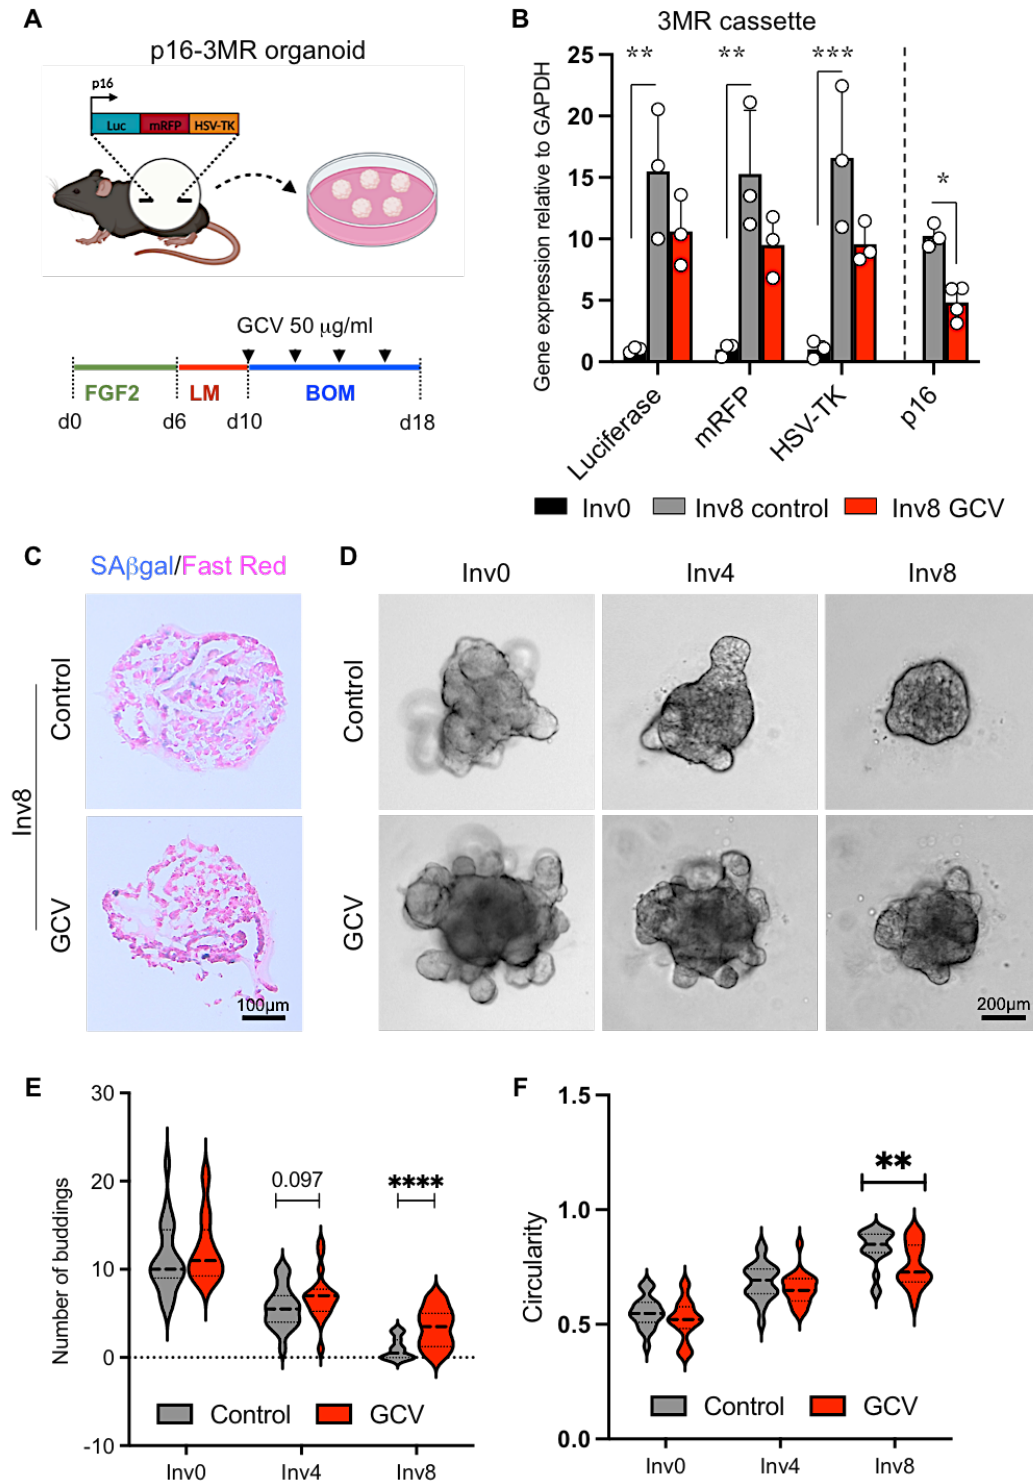 A
p16-3MR organoid
p16
Luc mRFP HSV-TK
GCV 50 µg/ml
FGF2 LM BOM
d0 d6 d10 d18
B
3MR cassette
Gene expression relative to GAPDH
25
20
15
10
5
0
** ** *** *
Luciferase mRFP HSV-TK p16
Inv0 Inv8 control Inv8 GCV
C
SAβgal/Fast Red
Inv8
Control
GCV
100µm
D
Inv0 Inv4 Inv8
Control
GCV
200µm
E
Number of buddings
30
20
10
0
-10
0.097
****
Control GCV
Inv0 Inv4 Inv8
F
Circularity
1.5
1.0
0.5
0.0
**
Control GCV
Inv0 Inv4 Inv8